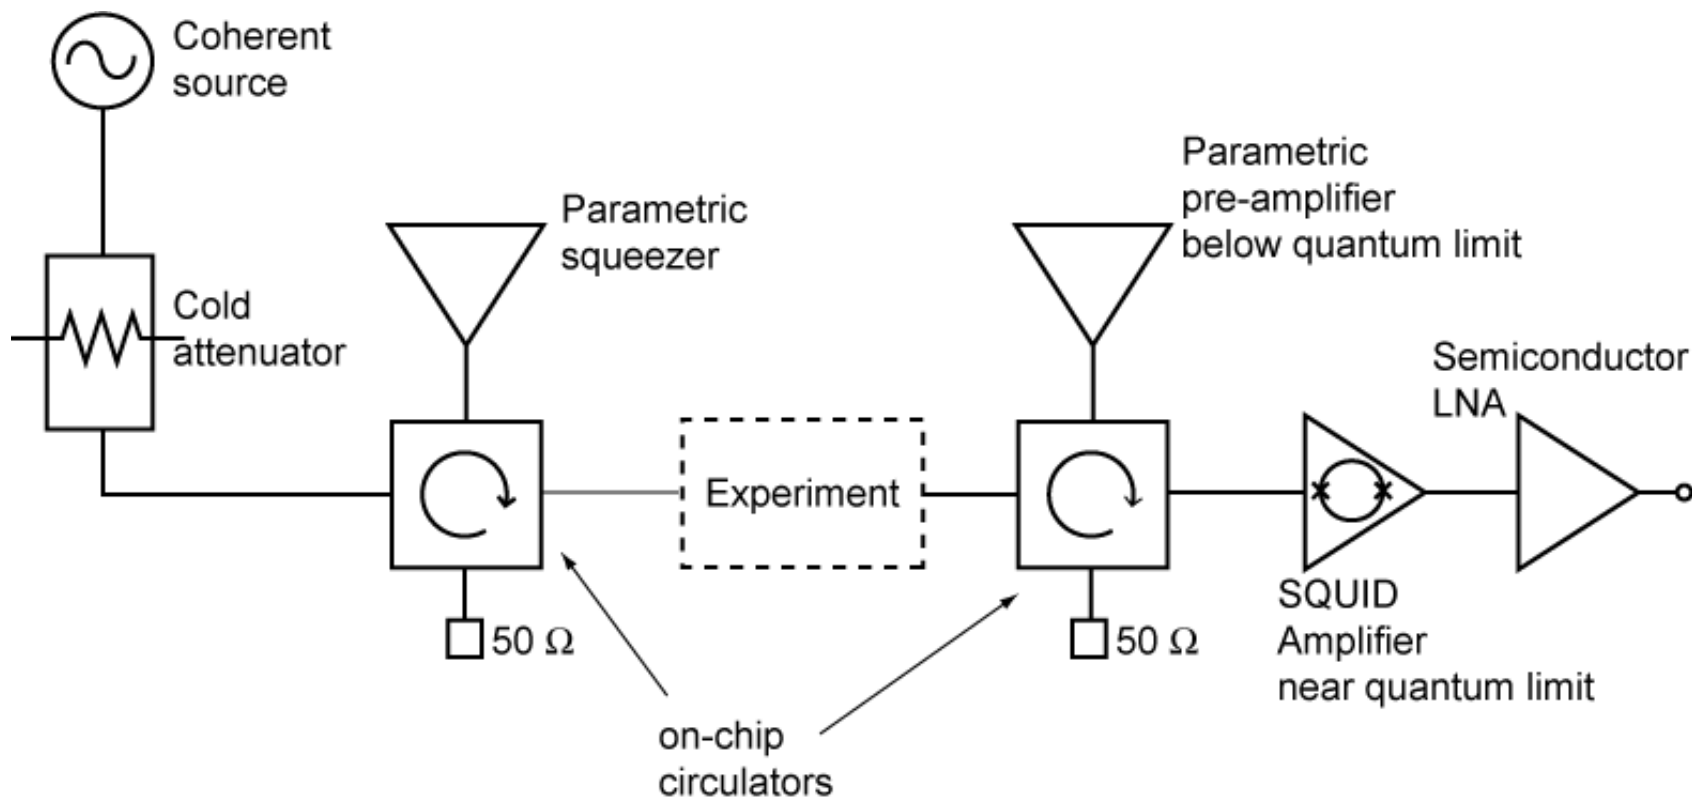 Coherent
source
Cold
attenuator
Parametric
squeezer
50 Ω
Experiment
on-chip
circulators
Parametric
pre-amplifier
below quantum limit
50 Ω
SQUID
Amplifier
near quantum limit
Semiconductor
LNA